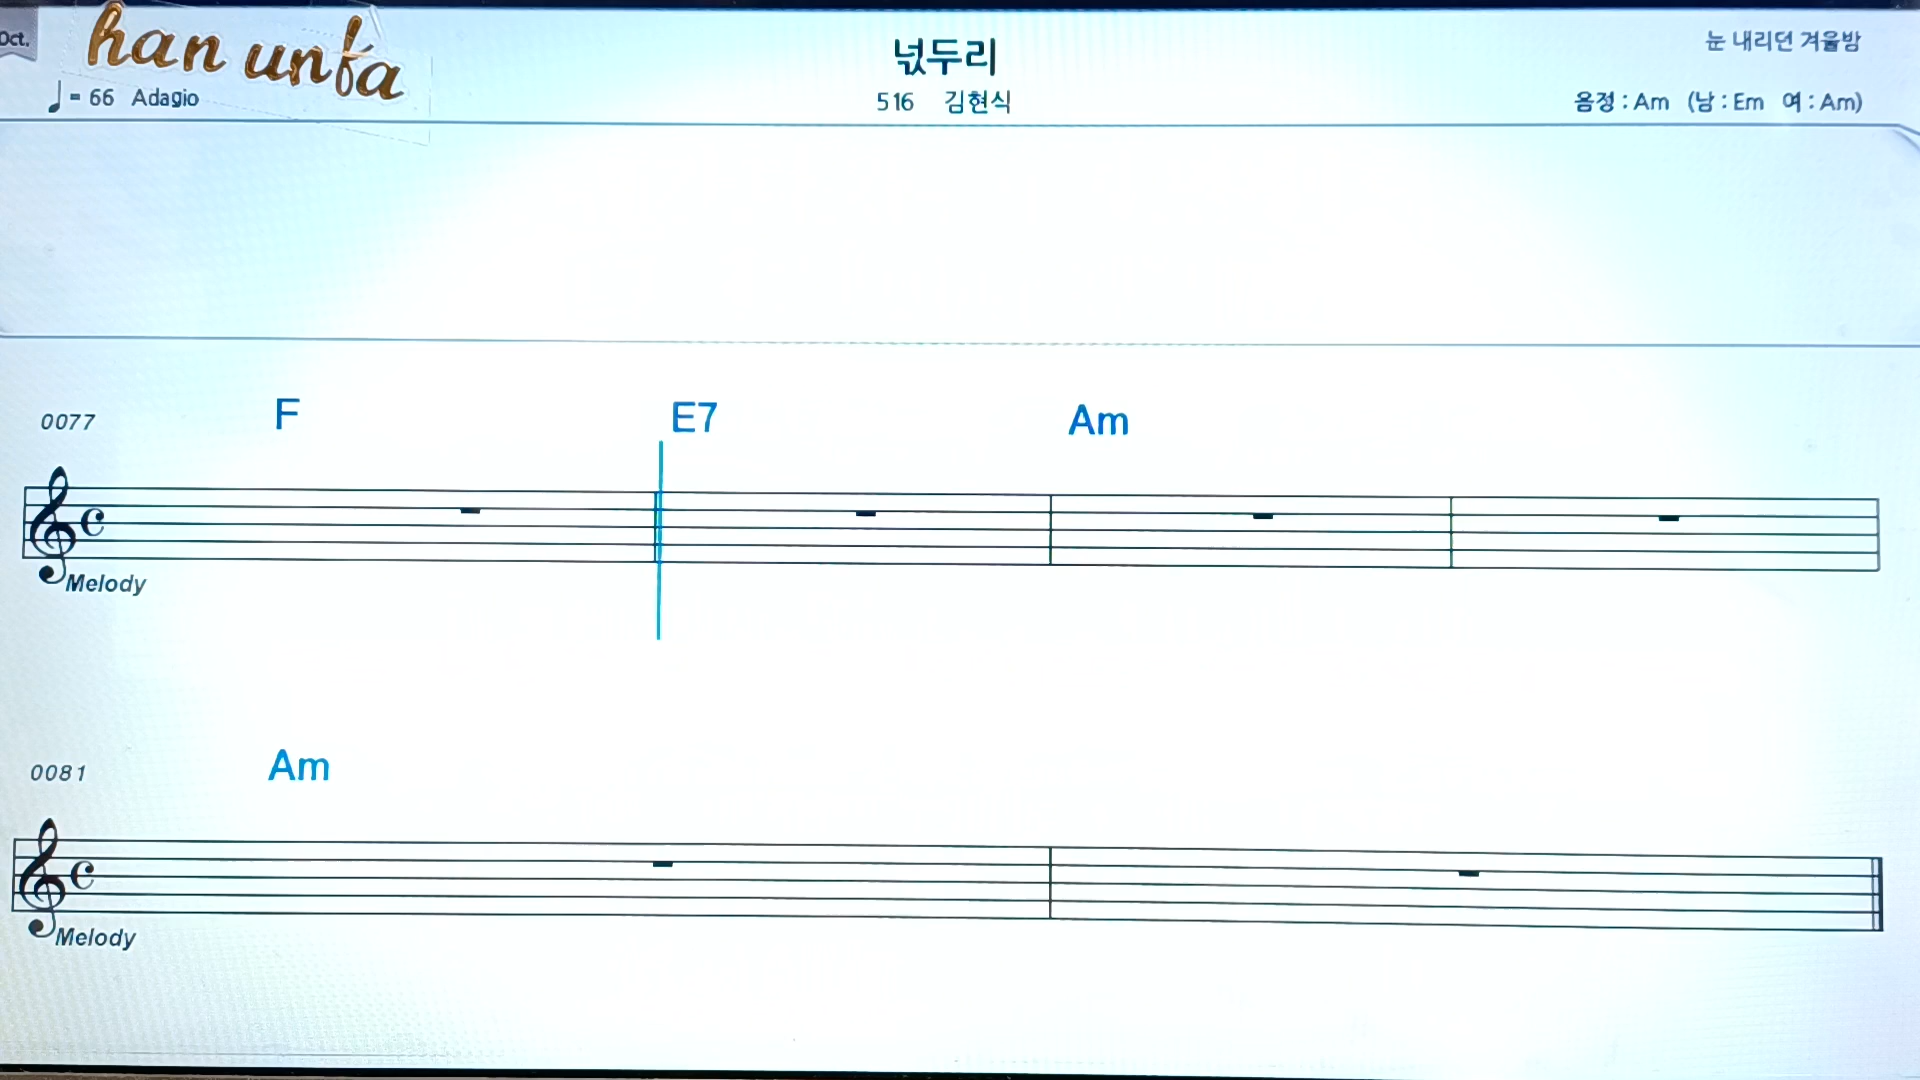 Oct.
han unfa
눈 내리던 겨울밤
넋두리
= 66 Adagio
516 김현식
음정 : Am (남 : Em 여 : Am)
0077 F E7 Am
Melody
0081 Am
Melody